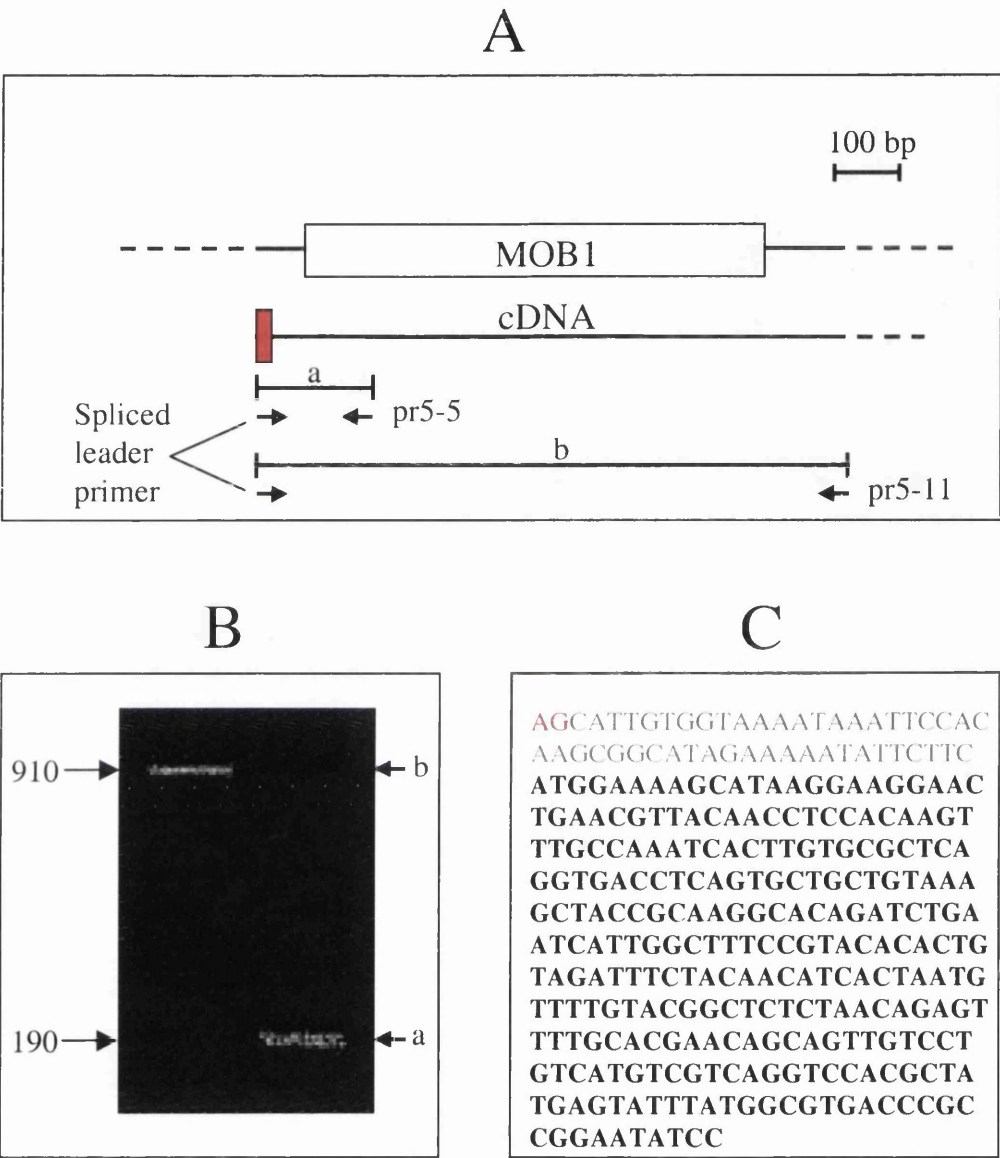 A
100 bp
MOB1
cDNA
a
Spliced
leader
primer
pr5-5
b
pr5-11
B
C
910
b
190
a
AGCATTGTGGTAAAATAAATTCCAC
AAGCGGCATAGAAAAATATTCTTC
ATGGAAAAGCATAAGGAAGGAAC
TGAACGTTACAACCTCCACAAGT
TTGCCAAATCACTTGTGCGCTCA
GGTGACCTCAGTGCTGCTGTAAA
GCTACCGCAAGGCACAGATCTGA
ATCATTGGCTTTCCGTACACACTG
TAGATTTCTACAACATCACTAATG
TTTTGTACGGCTCTCTAACAGAGT
TTTGCACGAACAGCAGTTGTCCT
GTCATGTCGTCAGGTCCACGCTA
TGAGTATTTATGGCGTGACCCGC
CGGAATATCC